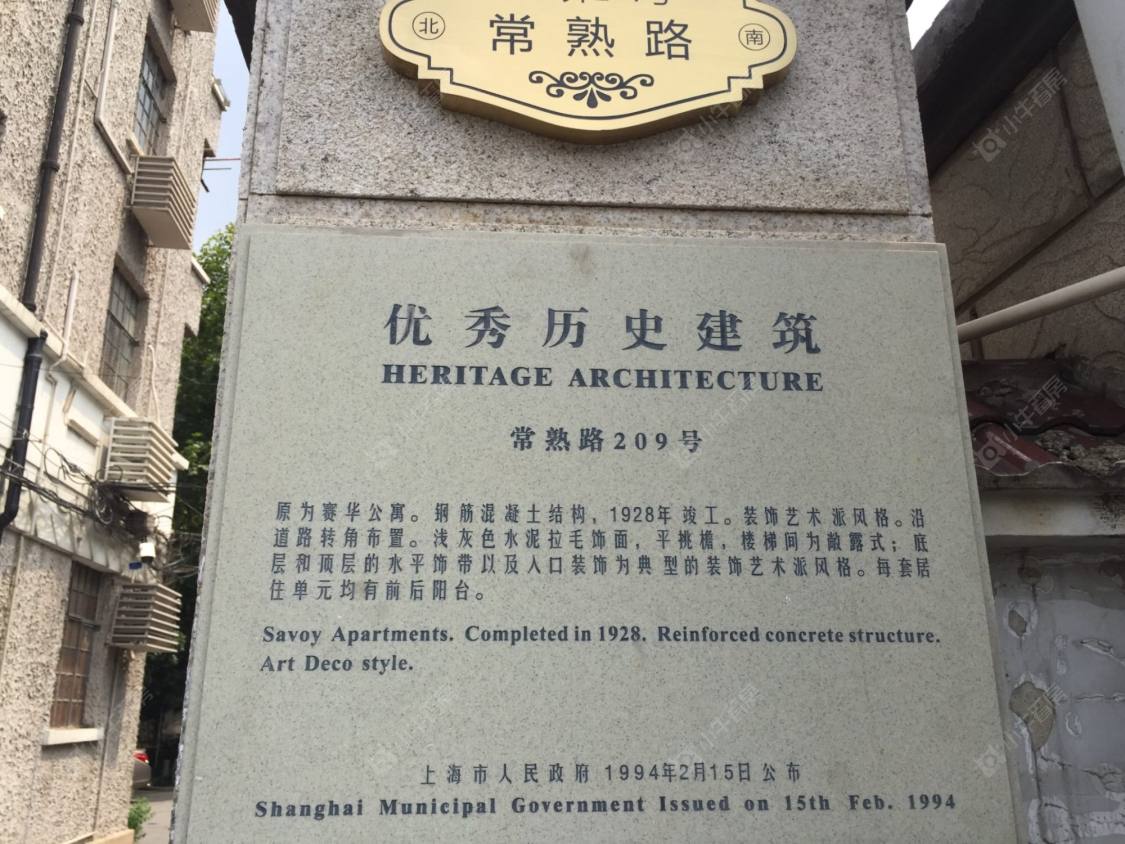 北 常熟路 南
优秀历史建筑
HERITAGE ARCHITECTURE
常熟路209号
原为赛华公寓。钢筋混凝土结构，1928年竣工。装饰艺术派风格。沿
道路转角布置。浅灰色水泥拉毛饰面，平挑檐，楼梯间为敞露式；底
层和顶层的水平饰带以及入口装饰为典型的装饰艺术派风格。每套居
住单元均有前后阳台。
Savoy Apartments. Completed in 1928. Reinforced concrete structure.
Art Deco style.
上海市人民政府 1994年2月15日公布
Shanghai Municipal Government Issued on 15th Feb. 1994
小牛看房